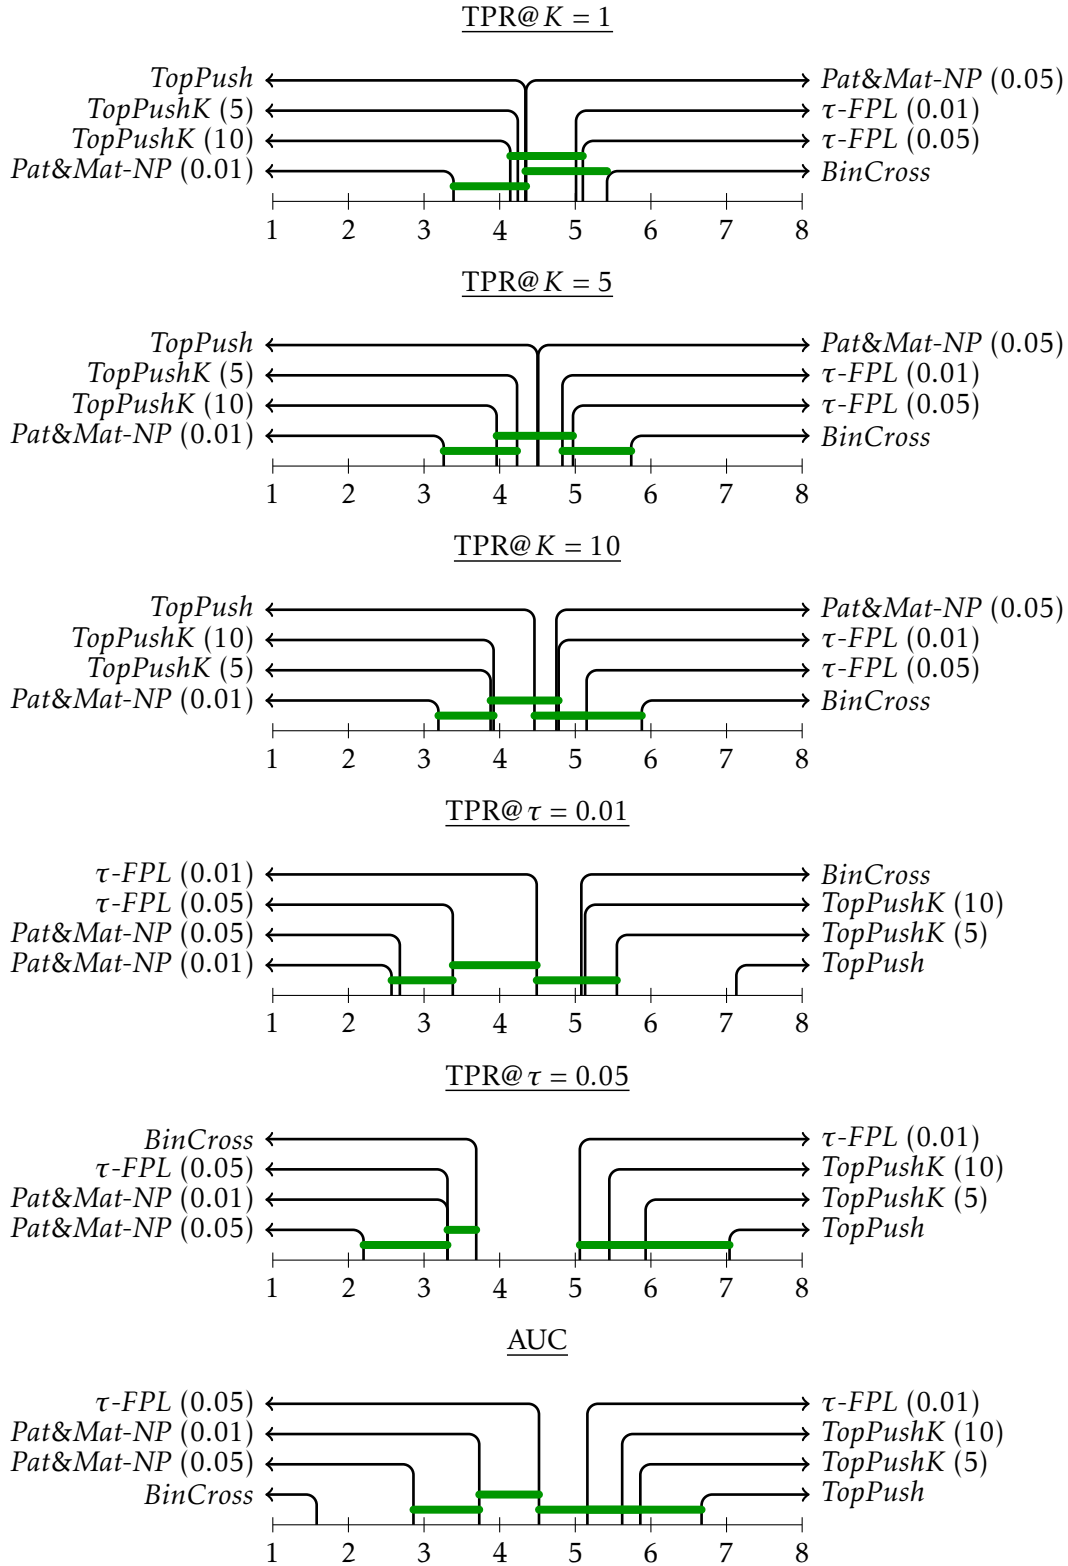 TPR@K = 1
TopPush Pat&Mat-NP (0.05)
TopPushK (5) τ-FPL (0.01)
TopPushK (10) τ-FPL (0.05)
Pat&Mat-NP (0.01) BinCross
1 2 3 4 5 6 7 8
TPR@K = 5
TopPush Pat&Mat-NP (0.05)
TopPushK (5) τ-FPL (0.01)
TopPushK (10) τ-FPL (0.05)
Pat&Mat-NP (0.01) BinCross
1 2 3 4 5 6 7 8
TPR@K = 10
TopPush Pat&Mat-NP (0.05)
TopPushK (10) τ-FPL (0.01)
TopPushK (5) τ-FPL (0.05)
Pat&Mat-NP (0.01) BinCross
1 2 3 4 5 6 7 8
TPR@τ = 0.01
τ-FPL (0.01) BinCross
τ-FPL (0.05) TopPushK (10)
Pat&Mat-NP (0.05) TopPushK (5)
Pat&Mat-NP (0.01) TopPush
1 2 3 4 5 6 7 8
TPR@τ = 0.05
BinCross τ-FPL (0.01)
τ-FPL (0.05) TopPushK (10)
Pat&Mat-NP (0.01) TopPushK (5)
Pat&Mat-NP (0.05) TopPush
1 2 3 4 5 6 7 8
AUC
τ-FPL (0.05) τ-FPL (0.01)
Pat&Mat-NP (0.01) TopPushK (10)
Pat&Mat-NP (0.05) TopPushK (5)
BinCross TopPush
1 2 3 4 5 6 7 8